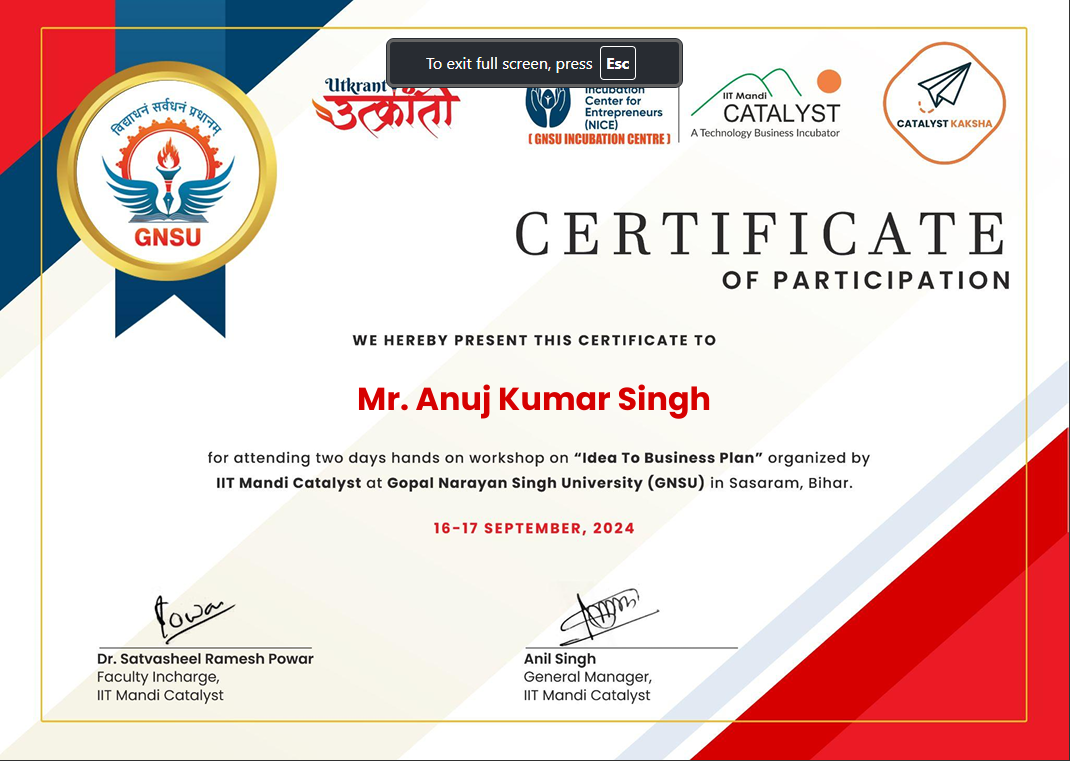 To exit full screen, press Esc
विद्याधनं सर्वधनं प्रधानम्
GNSU
Utkrant
उत्क्रांती
Incubation
Center for
Entrepreneurs
(NICE)
[ GNSU INCUBATION CENTRE ]
IIT Mandi
CATALYST
A Technology Business Incubator
CATALYST KAKSHA
CERTIFICATE
OF PARTICIPATION
WE HEREBY PRESENT THIS CERTIFICATE TO
Mr. Anuj Kumar Singh
for attending two days hands on workshop on “Idea To Business Plan” organized by
IIT Mandi Catalyst at Gopal Narayan Singh University (GNSU) in Sasaram, Bihar.
16-17 SEPTEMBER, 2024
Powar
Dr. Satvasheel Ramesh Powar
Faculty Incharge,
IIT Mandi Catalyst
Anil Singh
General Manager,
IIT Mandi Catalyst